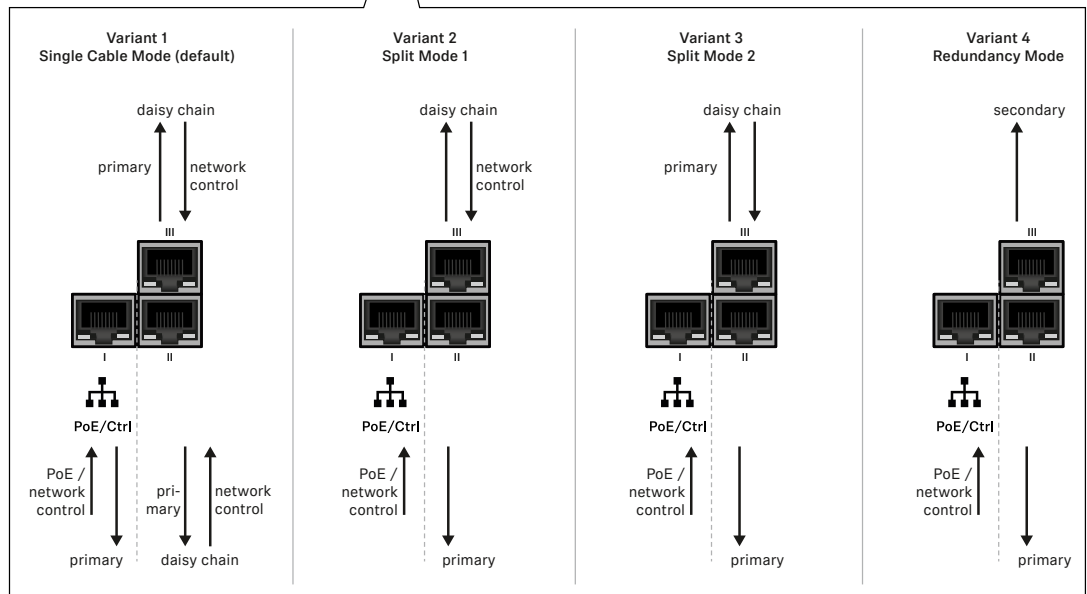 Variant 1
Single Cable Mode (default)
daisy chain
primary
network
control
III
I
II
PoE/Ctrl
PoE /
network
control
pri-
mary
network
control
primary
daisy chain
Variant 2
Split Mode 1
daisy chain
network
control
III
I
II
PoE/Ctrl
PoE /
network
control
primary
Variant 3
Split Mode 2
daisy chain
primary
III
I
II
PoE/Ctrl
PoE /
network
control
primary
Variant 4
Redundancy Mode
secondary
III
I
II
PoE/Ctrl
PoE /
network
control
primary